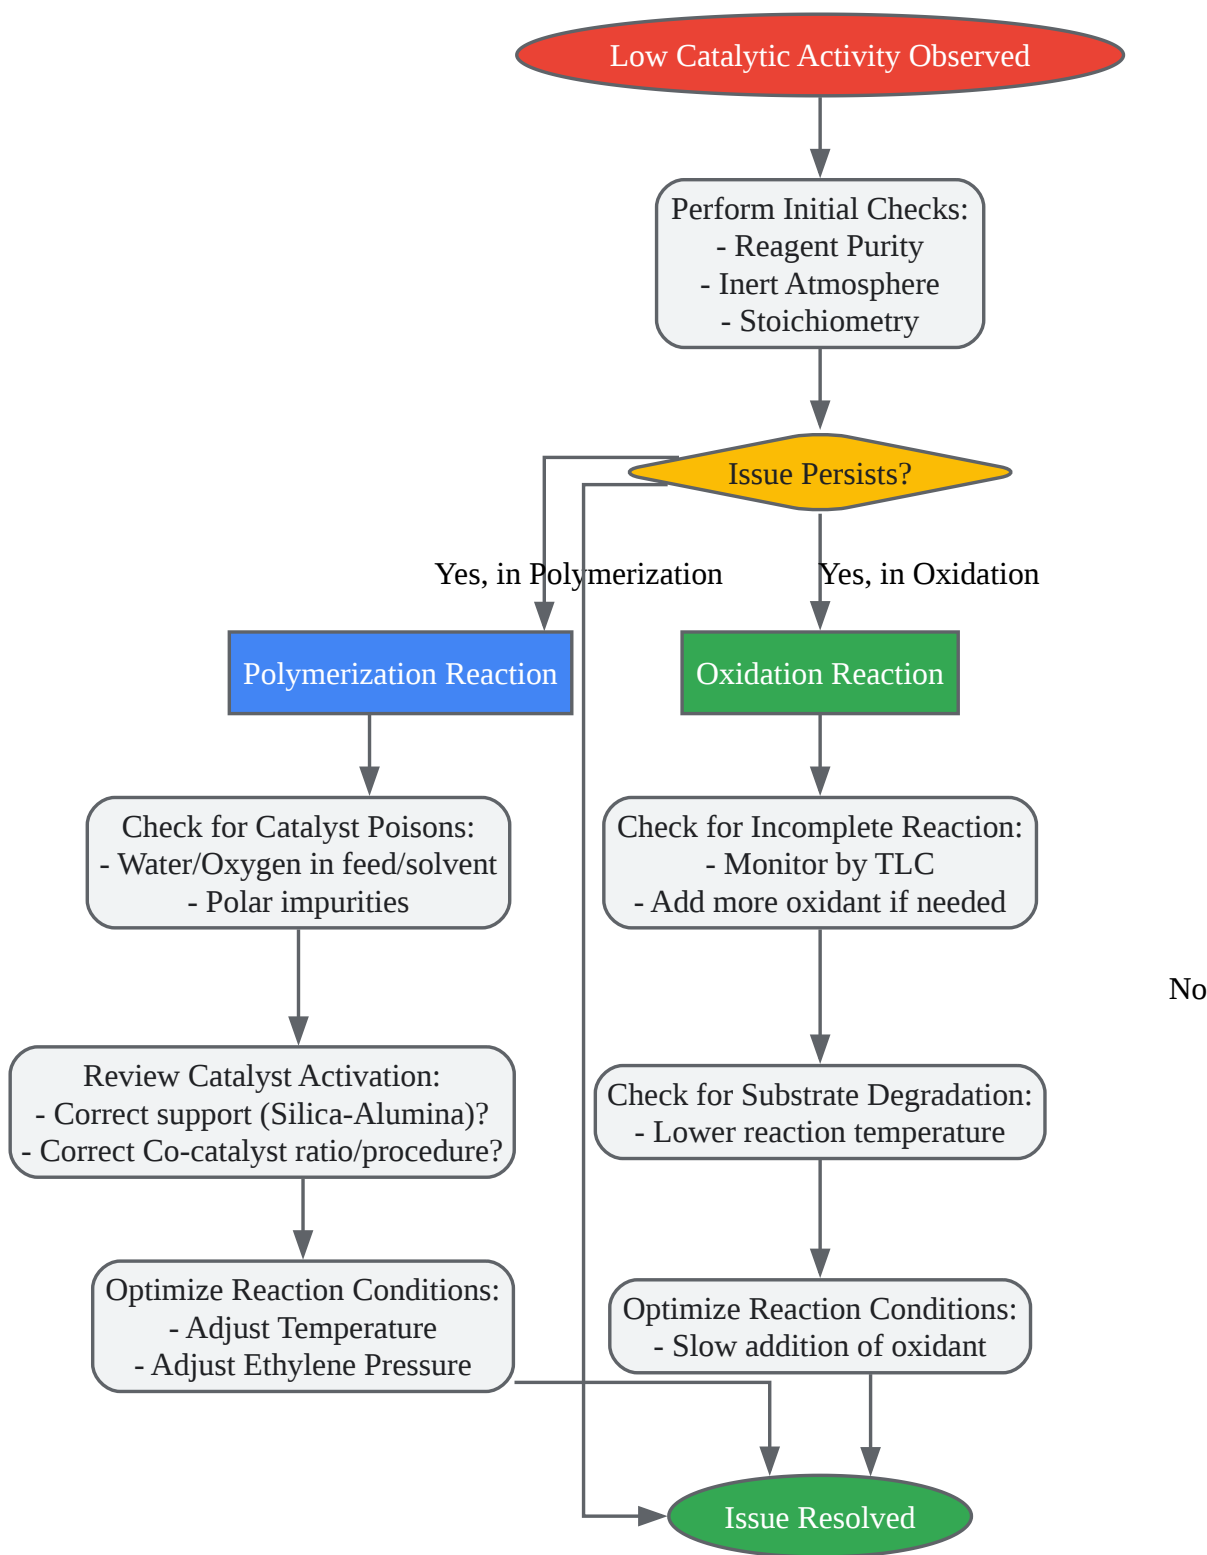 Low Catalytic Activity Observed
Perform Initial Checks:
- Reagent Purity
- Inert Atmosphere
- Stoichiometry
Issue Persists?
Yes, in Polymerization
Yes, in Oxidation
Polymerization Reaction
Oxidation Reaction
Check for Catalyst Poisons:
- Water/Oxygen in feed/solvent
- Polar impurities
Check for Incomplete Reaction:
- Monitor by TLC
- Add more oxidant if needed
No
Review Catalyst Activation:
- Correct support (Silica-Alumina)?
- Correct Co-catalyst ratio/procedure?
Check for Substrate Degradation:
- Lower reaction temperature
Optimize Reaction Conditions:
- Adjust Temperature
- Adjust Ethylene Pressure
Optimize Reaction Conditions:
- Slow addition of oxidant
Issue Resolved